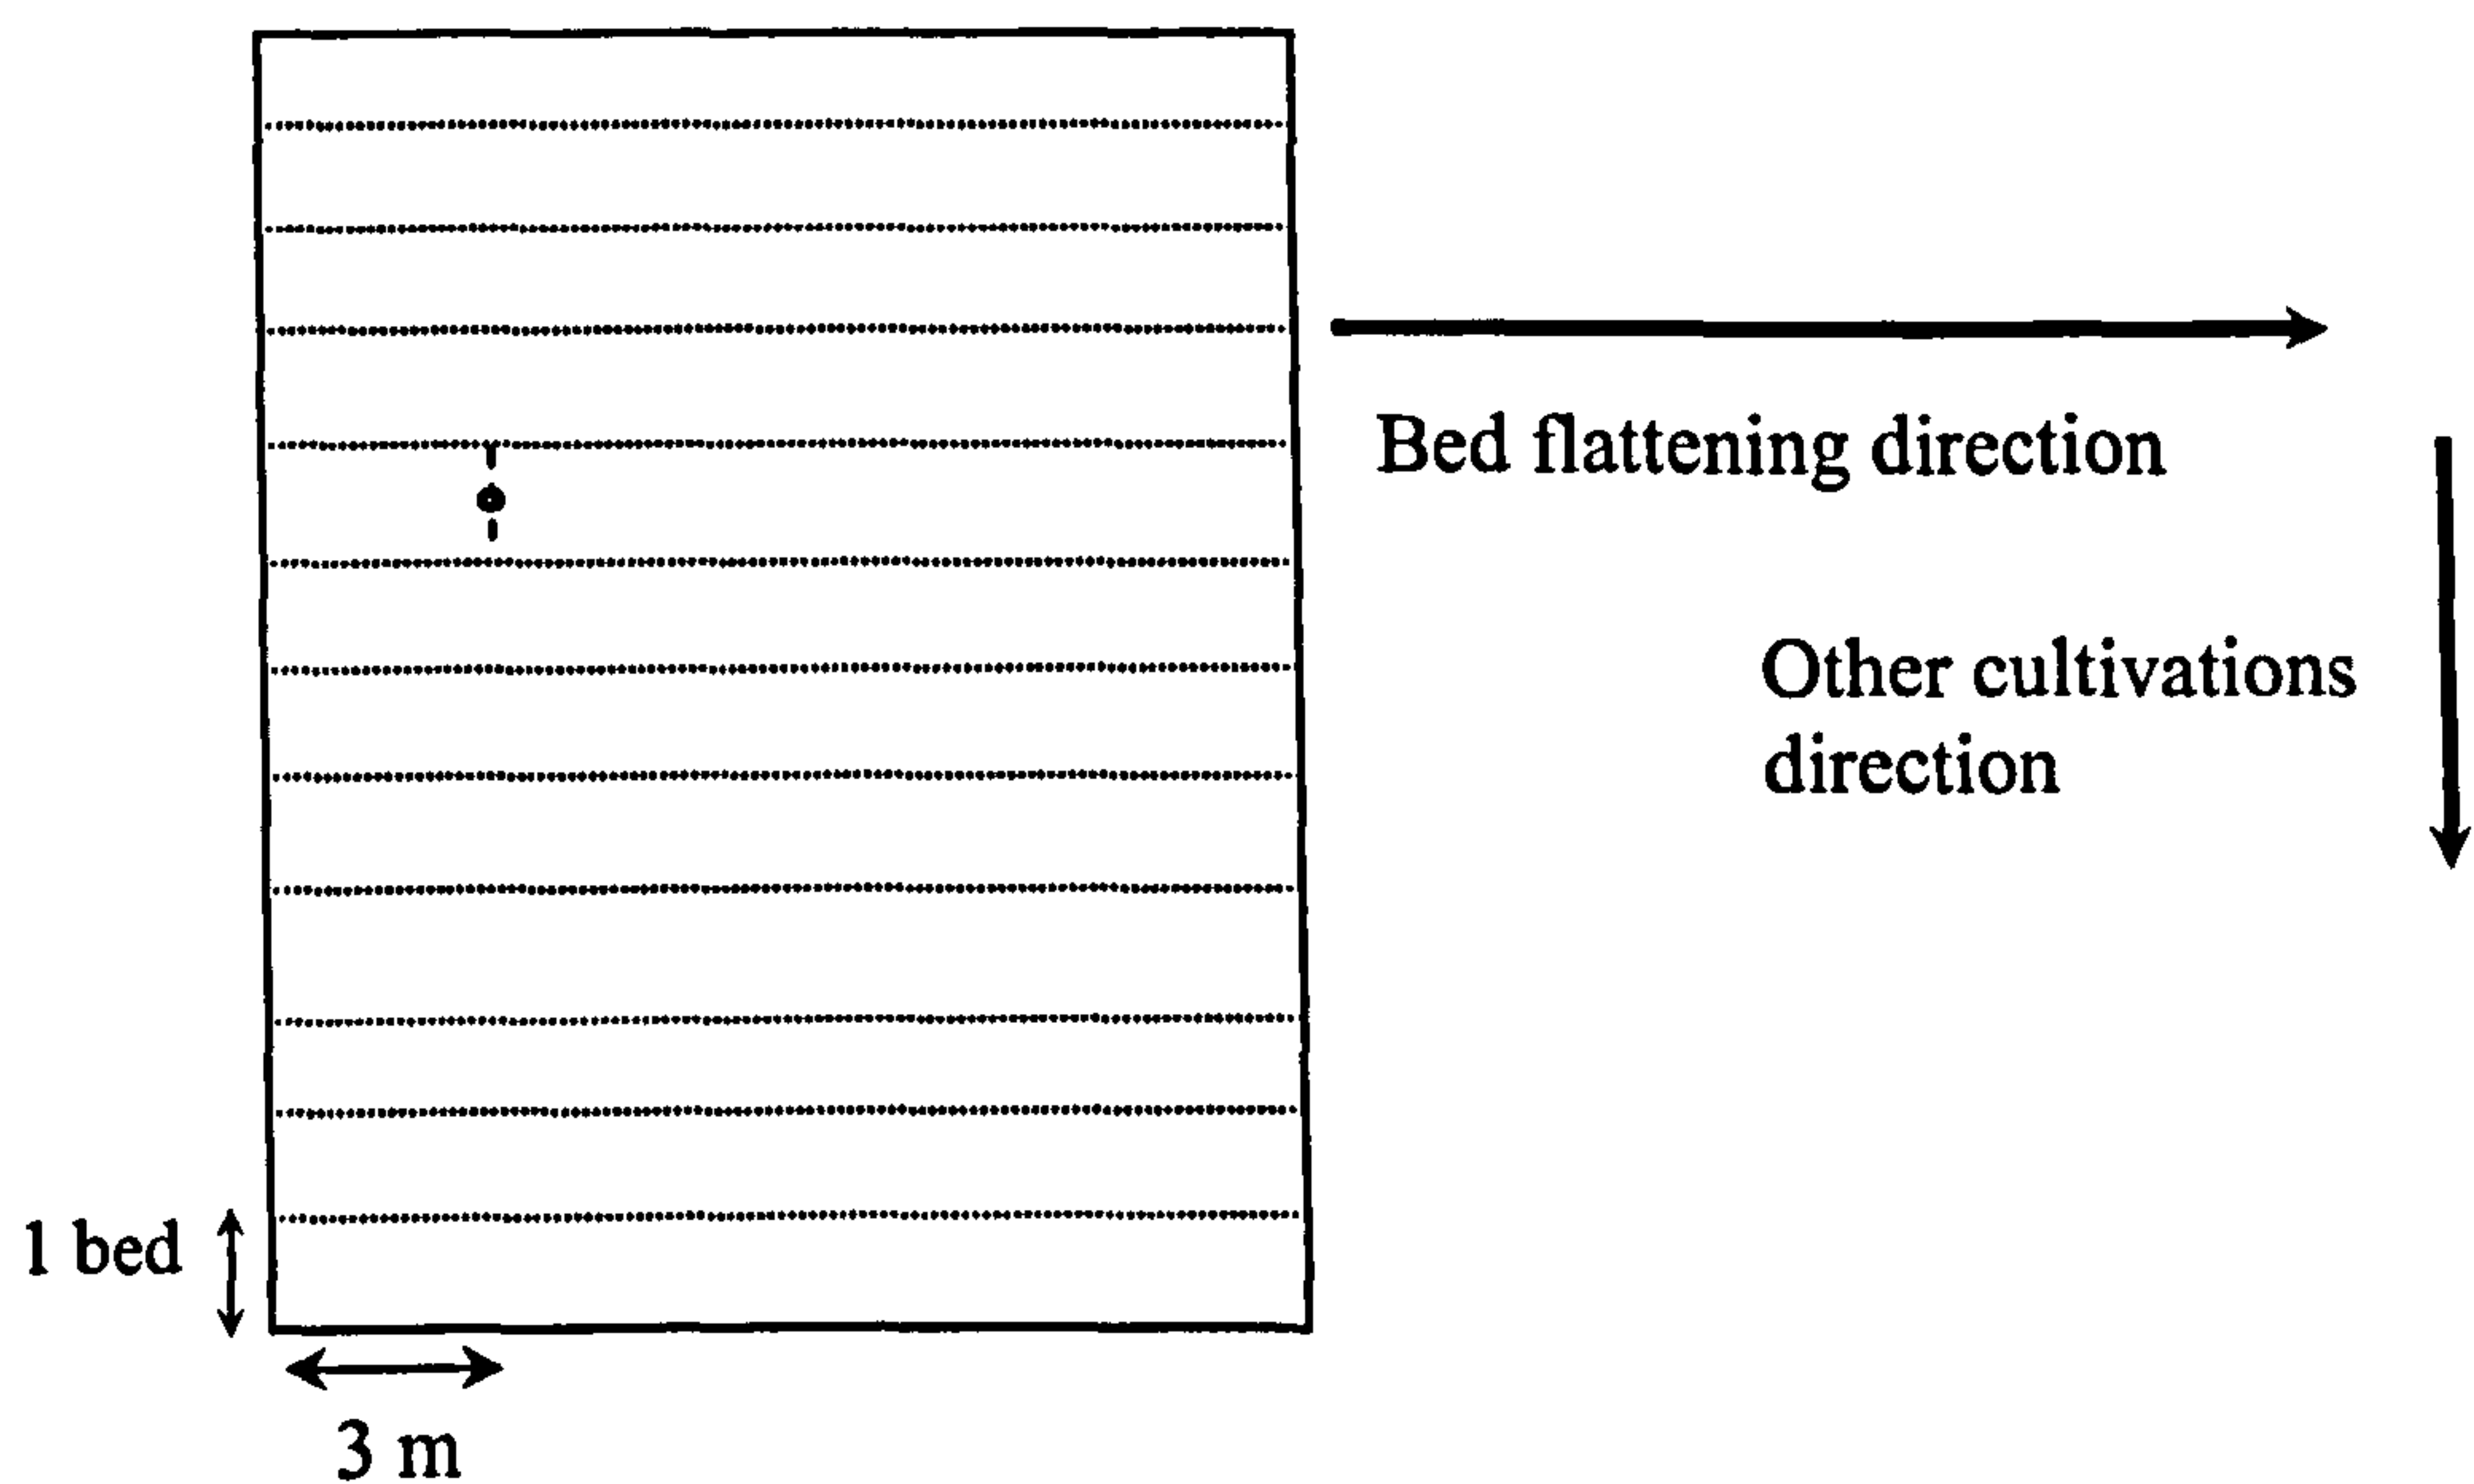 Bed flattening direction
Other cultivations
direction
1 bed
3 m